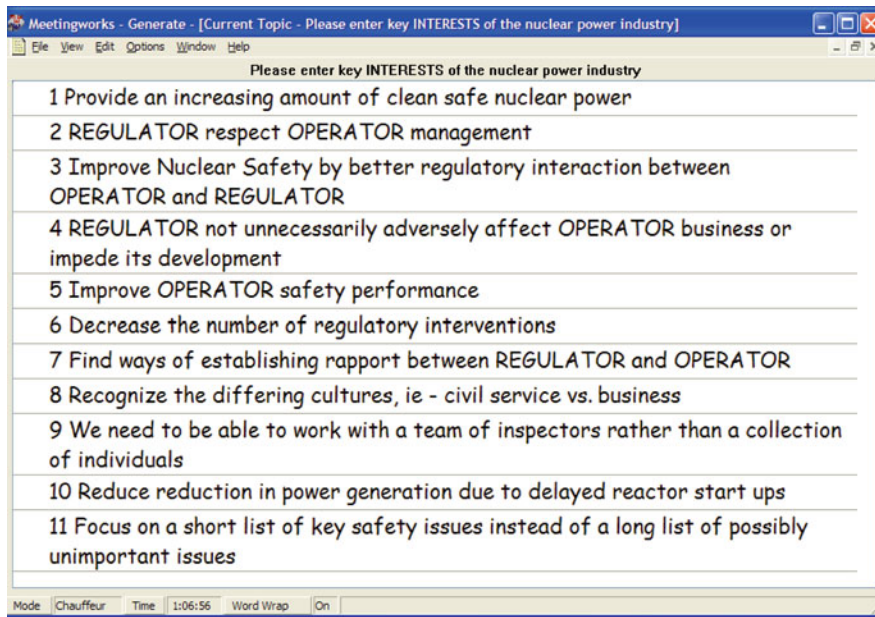 Meetingworks - Generate - [Current Topic - Please enter key INTERESTS of the nuclear power industry]
File View Edit Options Window Help
Please enter key INTERESTS of the nuclear power industry
1 Provide an increasing amount of clean safe nuclear power
2 REGULATOR respect OPERATOR management
3 Improve Nuclear Safety by better regulatory interaction between
OPERATOR and REGULATOR
4 REGULATOR not unnecessarily adversely affect OPERATOR business or
impede its development
5 Improve OPERATOR safety performance
6 Decrease the number of regulatory interventions
7 Find ways of establishing rapport between REGULATOR and OPERATOR
8 Recognize the differing cultures, ie - civil service vs. business
9 We need to be able to work with a team of inspectors rather than a collection
of individuals
10 Reduce reduction in power generation due to delayed reactor start ups
11 Focus on a short list of key safety issues instead of a long list of possibly
unimportant issues
Mode Chauffeur Time 1:06:56 Word Wrap On